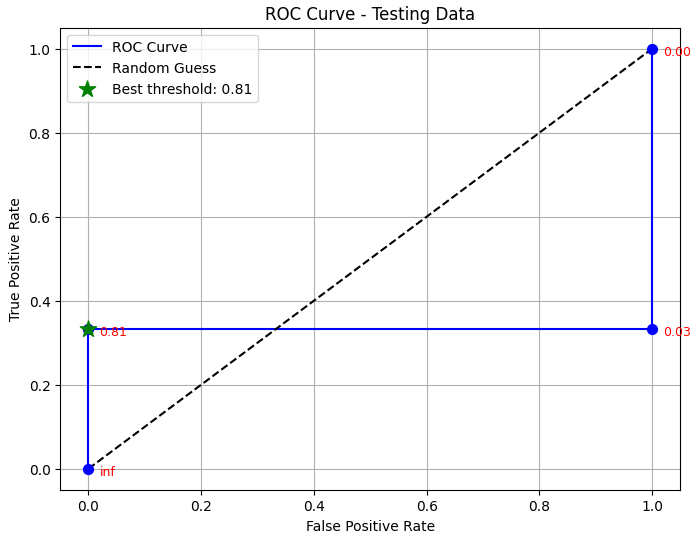 ROC Curve - Testing Data
ROC Curve
Random Guess
Best threshold: 0.81
True Positive Rate
1.0
0.8
0.6
0.4
0.2
0.0
0.00
0.81
0.03
inf
0.0 0.2 0.4 0.6 0.8 1.0
False Positive Rate